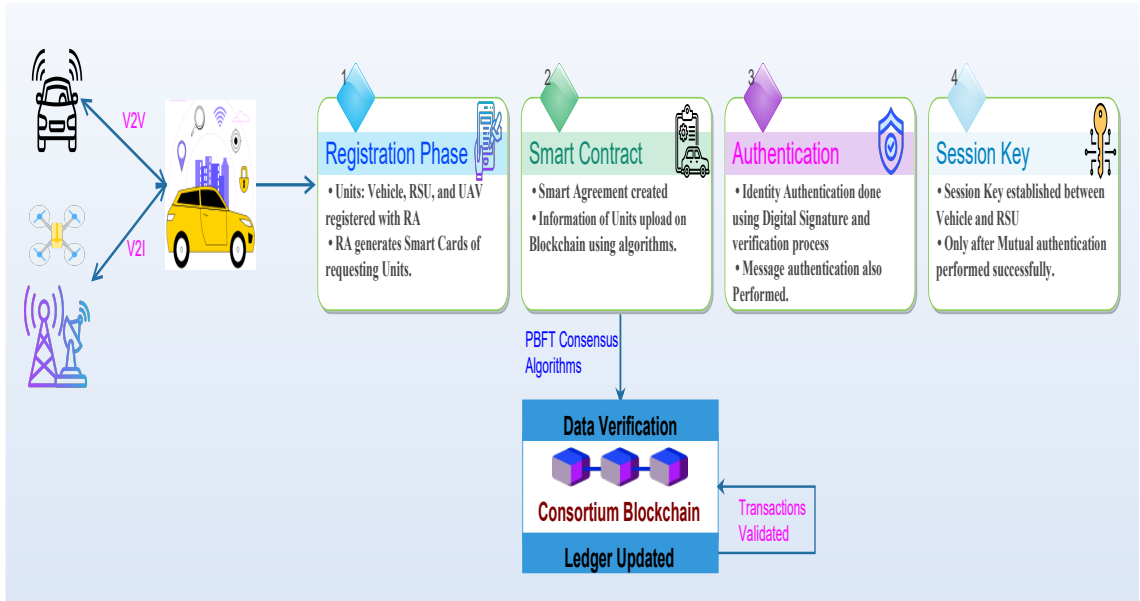 V2V
V2I
1
Registration Phase
• Units: Vehicle, RSU, and UAV
registered with RA
• RA generates Smart Cards of
requesting Units.
2
Smart Contract
• Smart Agreement created
• Information of Units upload on
Blockchain using algorithms.
3
Authentication
• Identity Authentication done
using Digital Signature and
verification process
• Message authentication also
Performed.
4
Session Key
• Session Key established between
Vehicle and RSU
• Only after Mutual authentication
performed successfully.
PBFT Consensus
Algorithms
Data Verification
Consortium Blockchain
Ledger Updated
Transactions
Validated